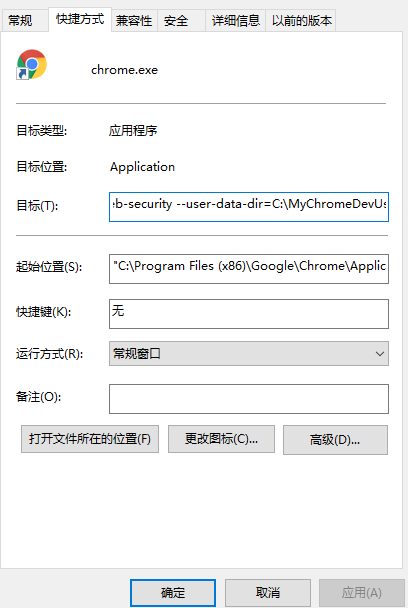 常规 快捷方式 兼容性 安全 详细信息 以前的版本
chrome.exe
目标类型: 应用程序
目标位置: Application
目标(T): eb-security --user-data-dir=C:\MyChromeDevUs
起始位置(S): "C:\Program Files (x86)\Google\Chrome\Applic
快捷键(K): 无
运行方式(R): 常规窗口
备注(O):
打开文件所在的位置(F) 更改图标(C)... 高级(D)...
确定 取消 应用(A)